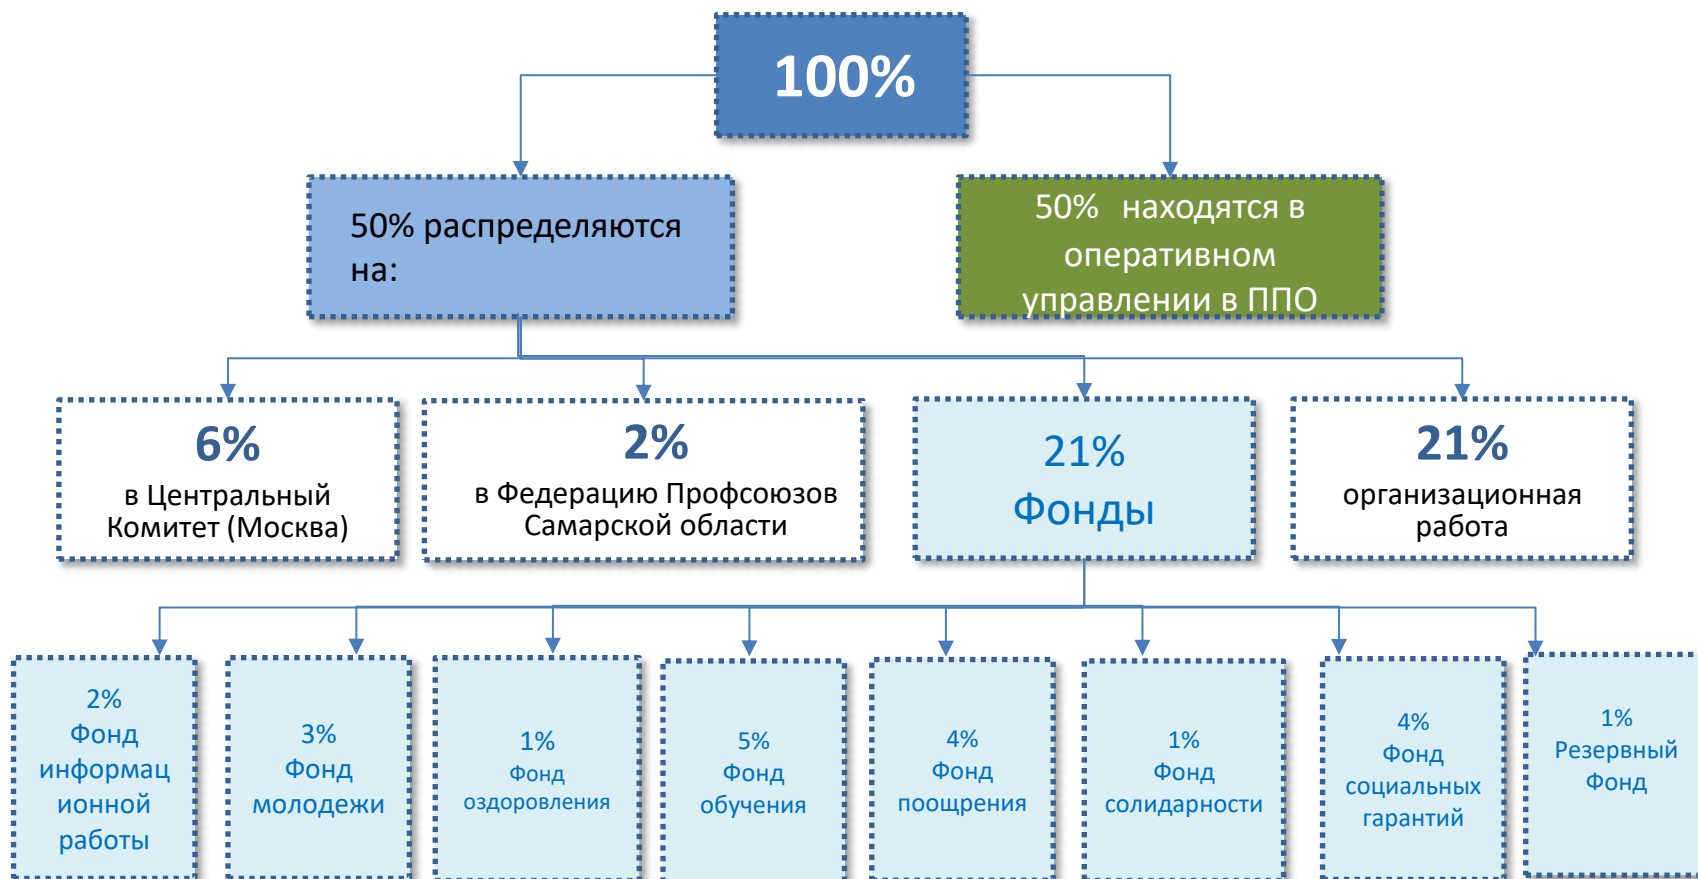 100%
50% распределяются
на:
50% находятся в
оперативном
управлении в ППО
6%
в Центральный
Комитет (Москва)
2%
в Федерацию Профсоюзов
Самарской области
21%
Фонды
21%
организационная
работа
2%
Фонд
информац
ионной
работы
3%
Фонд
молодежи
1%
Фонд
оздоровления
5%
Фонд
обучения
4%
Фонд
поощрения
1%
Фонд
солидарности
4%
Фонд
социальных
гарантий
1%
Резервный
Фонд